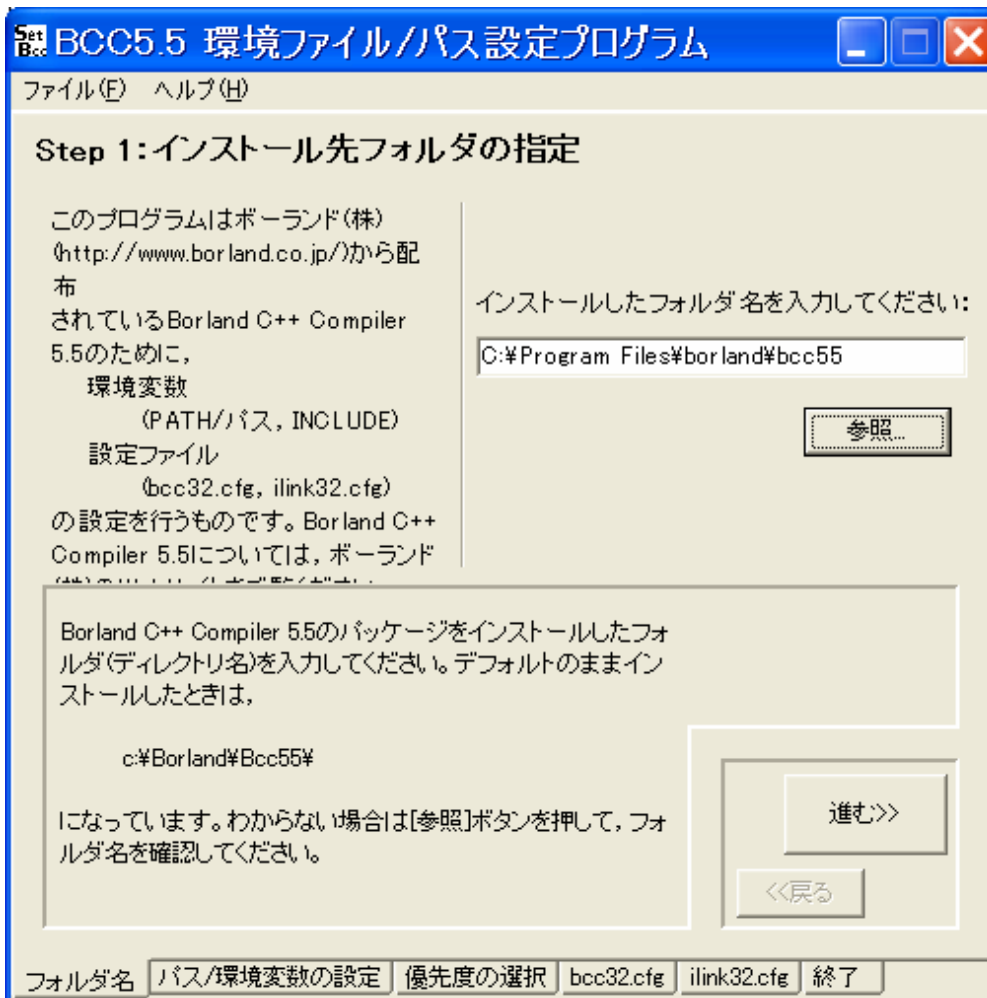 Set
Bcc
BCC5.5 環境ファイル/パス設定プログラム
ファイル(F) ヘルプ(H)
Step 1:インストール先フォルダの指定
このプログラムはボーランド(株)
(http://www.borland.co.jp/)から配
布
されているBorland C++ Compiler
5.5のために,
環境変数
(PATH/パス, INCLUDE)
設定ファイル
(bcc32.cfg, ilink32.cfg)
の設定を行うものです。Borland C++
Compiler 5.5については, ボーランド
インストールしたフォルダ名を入力してください:
C:¥Program Files¥borland¥bcc55
参照...
Borland C++ Compiler 5.5のパッケージをインストールしたフォ
ルダ(ディレクトリ名)を入力してください。デフォルトのままイン
ストールしたときは,
c:¥Borland¥Bcc55¥
になっています。わからない場合は[参照]ボタンを押して, フォ
ルダ名を確認してください。
進む>>
<<戻る
フォルダ名 パス/環境変数の設定 優先度の選択 bcc32.cfg ilink32.cfg 終了